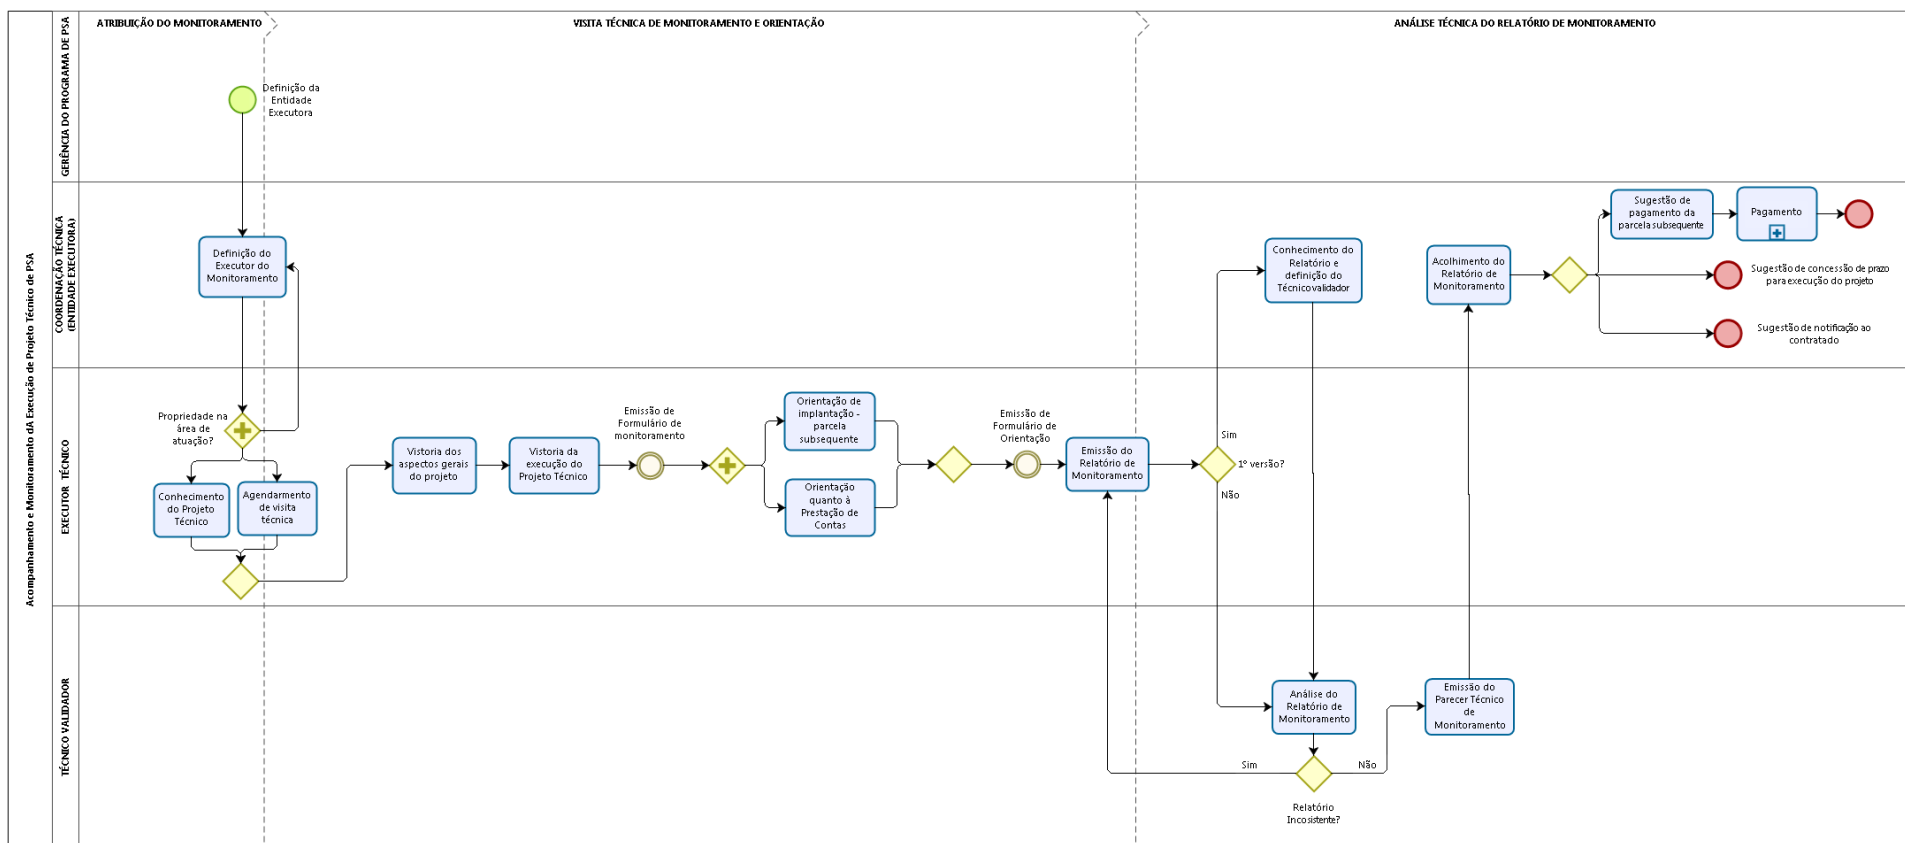 ATRIBUIÇÃO DO MONITORAMENTO
VISITA TÉCNICA DE MONITORAMENTO E ORIENTAÇÃO
ANÁLISE TÉCNICA DO RELATÓRIO DE MONITORAMENTO
Acompanhamento e Monitoramento dA Execução de Projeto Técnico de PSA
GERÊNCIA DO PROGRAMA DE PSA
Definição da
Entidade
Executora
COORDENAÇÃO TÉCNICA
(ENTIDADE EXECUTORA)
Definição do
Executor do
Monitoramento
Conhecimento do
Relatório e
definição do
Técnico validador
Acolhimento do
Relatório de
Monitoramento
Sugestão de
pagamento da
parcela subsequente
Pagamento
Sugestão de concessão de prazo
para execução do projeto
Sugestão de notificação ao
contratado
EXECUTOR TÉCNICO
Propriedade na
área de
atuação?
Conhecimento
do Projeto
Técnico
Agendamento
de visita
técnica
Vistoria dos
aspectos gerais
do projeto
Vistoria da
execução do
Projeto Técnico
Emissão de
Formulário de
monitoramento
Orientação de
implantação -
parcela
subsequente
Orientação
quanto à
Prestação de
Contas
Emissão de
Formulário de
Orientação
Emissão do
Relatório de
Monitoramento
Sim
1º versão?
Não
TÉCNICO VALIDADOR
Análise do
Relatório de
Monitoramento
Emissão do
Parecer Técnico
de
Monitoramento
Sim
Não
Relatório
Incosistente?